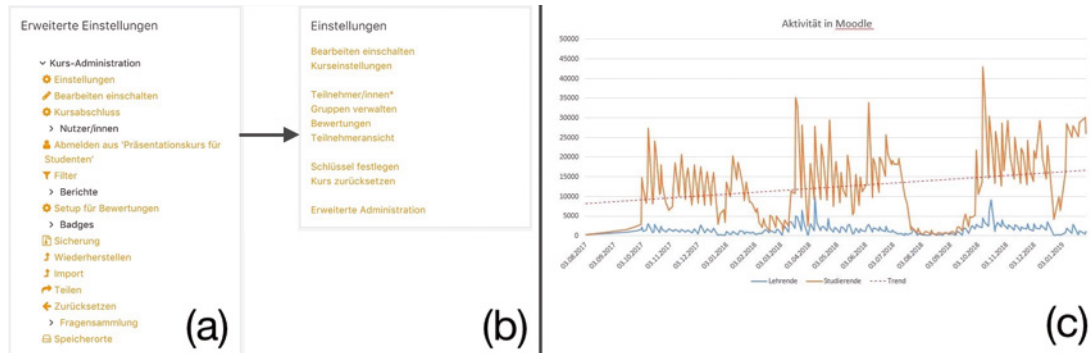 Erweiterte Einstellungen
Kurs-Administration
Einstellungen
Bearbeiten einschalten
Kursabschluss
Nutzer/innen
Abmelden aus 'Präsentationskurs für
Studenten'
Filter
Berichte
Setup für Bewertungen
Badges
Sicherung
Wiederherstellen
Import
Teilen
Zurücksetzen
Fragensammlung
Speicherorte
(a)
Einstellungen
Bearbeiten einschalten
Kurseinstellungen
Teilnehmer/innen*
Gruppen verwalten
Bewertungen
Teilnehmeransicht
Schlüssel festlegen
Kurs zurücksetzen
Erweiterte Administration
(b)
Aktivität in Moodle
50000
45000
40000
35000
30000
25000
20000
15000
10000
5000
0
03.08.2017
03.09.2017
03.10.2017
03.11.2017
03.12.2017
03.01.2018
03.02.2018
03.03.2018
03.04.2018
03.05.2018
03.06.2018
03.07.2018
03.08.2018
03.09.2018
03.10.2018
03.11.2018
03.12.2018
03.01.2019
Lehrende
Studierende
Trend
(c)